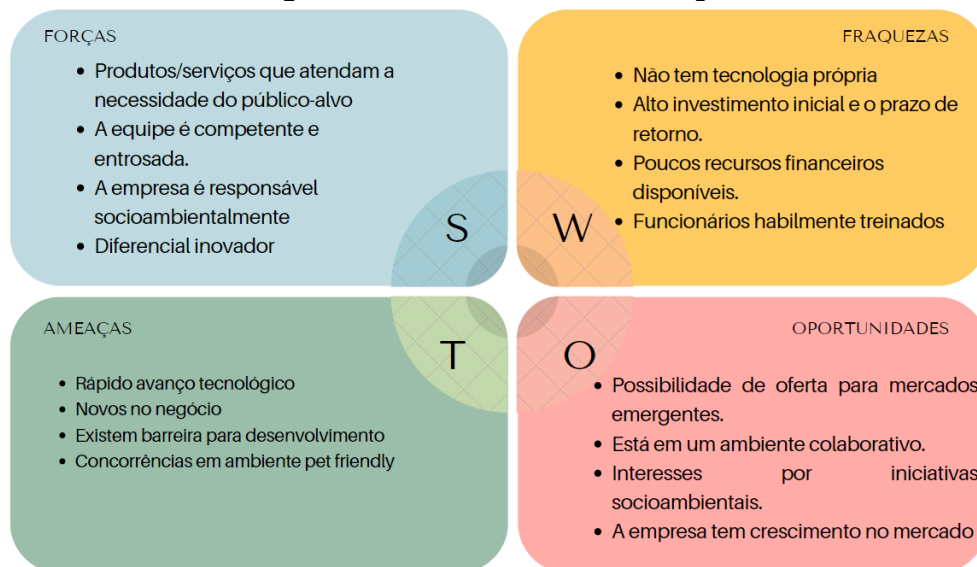 FORÇAS
• Produtos/serviços que atendam a
necessidade do público-alvo
• A equipe é competente e
entrosada.
• A empresa é responsável
socioambientalmente
• Diferencial inovador
S
FRAQUEZAS
• Não tem tecnologia própria
• Alto investimento inicial e o prazo de
retorno.
• Poucos recursos financeiros
disponíveis.
• Funcionários habilmente treinados
W
AMEAÇAS
• Rápido avanço tecnológico
• Novos no negócio
• Existem barreira para desenvolvimento
• Concorrências em ambiente pet friendly
T
OPORTUNIDADES
• Possibilidade de oferta para mercados
emergentes.
• Está em um ambiente colaborativo.
• Interesses por iniciativas
socioambientais.
• A empresa tem crescimento no mercado
O